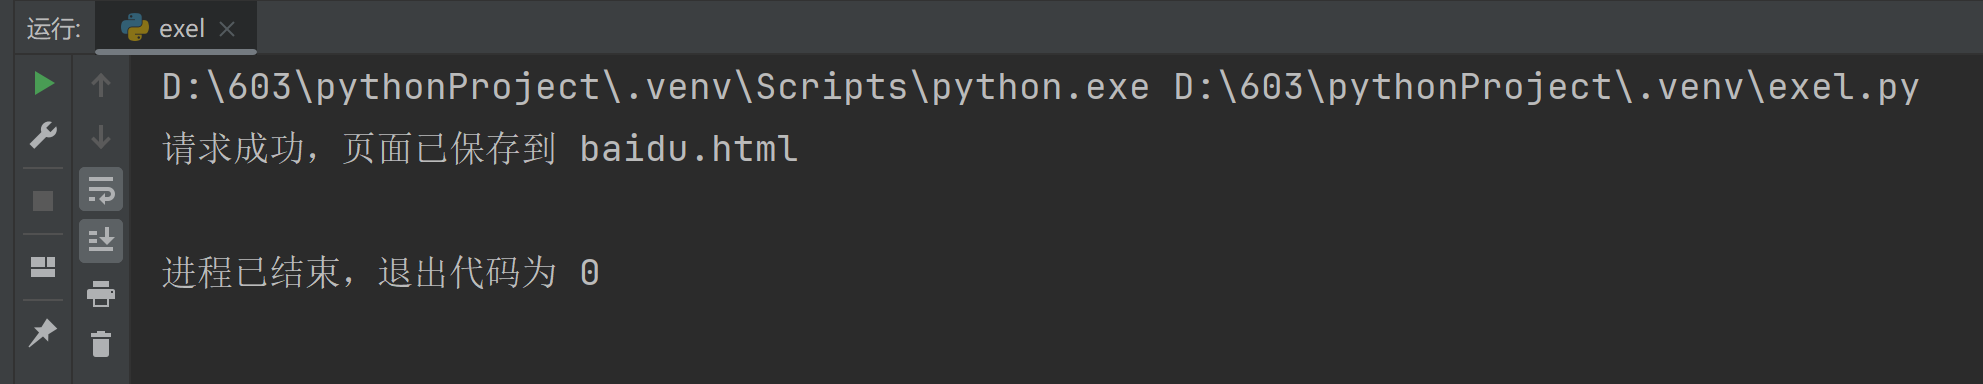 运行: exel
D:\603\pythonProject\.venv\Scripts\python.exe D:\603\pythonProject\.venv\exel.py
请求成功，页面已保存到 baidu.html
进程已结束，退出代码为 0